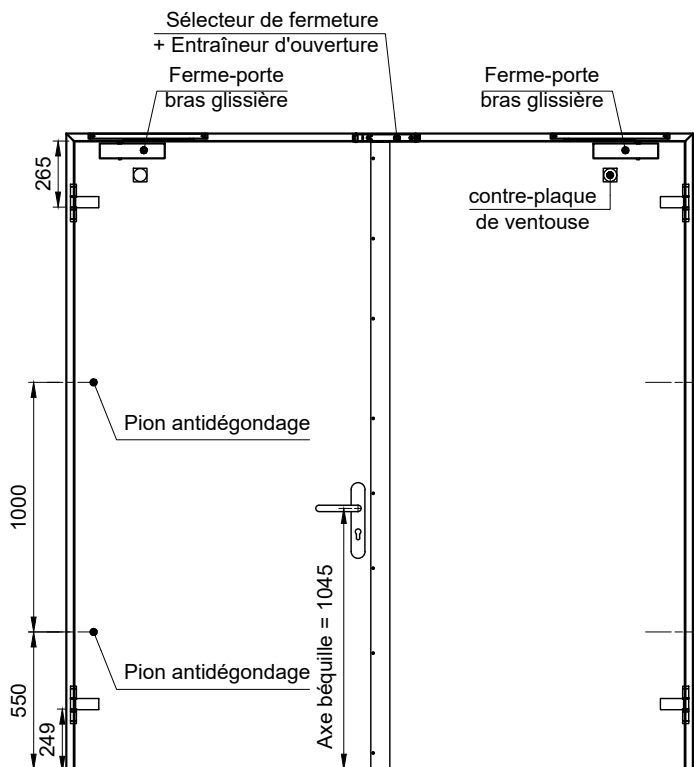 Sélecteur de fermeture
+ Entraîneur d'ouverture
Ferme-porte
bras glissière
Ferme-porte
bras glissière
265
contre-plaque
de ventouse
Pion antidégondage
1000
Axe béquille = 1045
Pion antidégondage
550
249